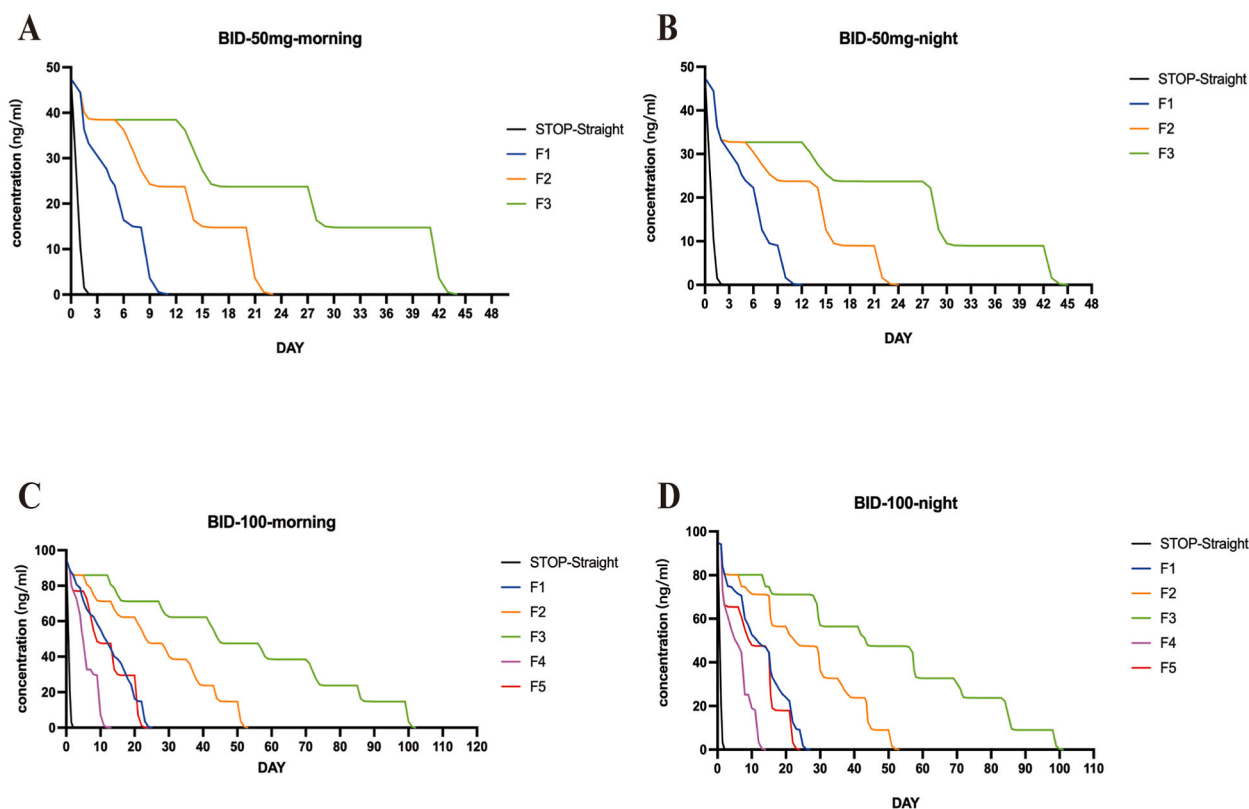 A
BID-50mg-morning
concentration (ng/ml)
50
40
30
20
10
0
0 3 6 9 12 15 18 21 24 27 30 33 36 39 42 45 48
DAY
STOP-Straight
F1
F2
F3
B
BID-50mg-night
concentration (ng/ml)
50
40
30
20
10
0
0 3 6 9 12 15 18 21 24 27 30 33 36 39 42 45 48
DAY
STOP-Straight
F1
F2
F3
C
BID-100-morning
concentration (ng/ml)
100
80
60
40
20
0
0 10 20 30 40 50 60 70 80 90 100 110 120
DAY
STOP-Straight
F1
F2
F3
F4
F5
D
BID-100-night
concentration (ng/ml)
100
80
60
40
20
0
0 10 20 30 40 50 60 70 80 90 100 110
DAY
STOP-Straight
F1
F2
F3
F4
F5